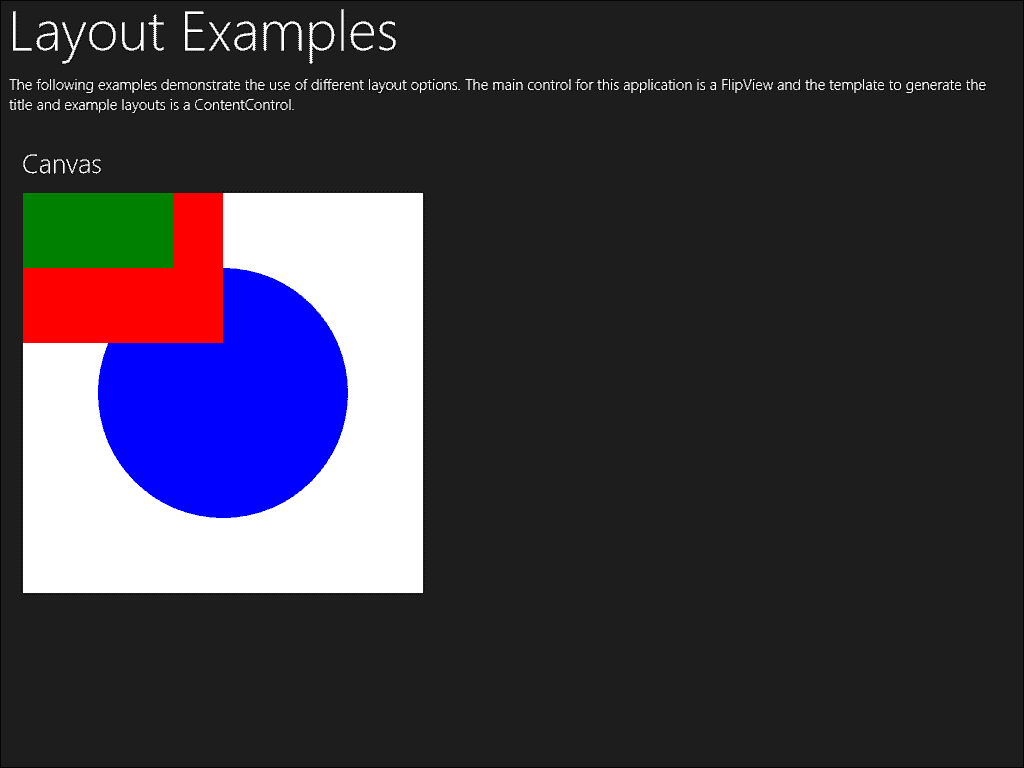 Layout Examples
The following examples demonstrate the use of different layout options. The main control for this application is a FlipView and the template to generate the
title and example layouts is a ContentControl.
Canvas